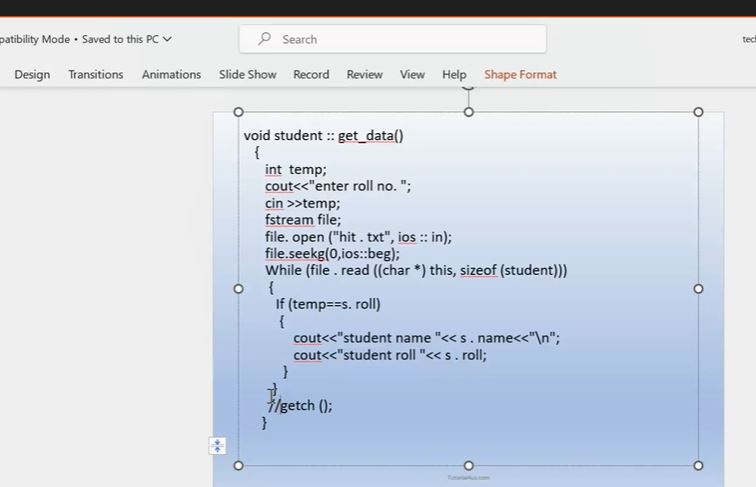 patibility Mode • Saved to this PC
Search
tec
Design Transitions Animations Slide Show Record Review View Help Shape Format
void student :: get_data()
{
int temp;
cout<<"enter roll no. ";
cin >>temp;
fstream file;
file. open ("hit . txt", ios :: in);
file.seekg(0,ios::beg);
While (file . read ((char *) this, sizeof (student)))
{
If (temp==s. roll)
{
cout<<"student name "<< s . name<<"\n";
cout<<"student roll "<< s . roll;
}
}
//getch ();
}
TutorialHus.com